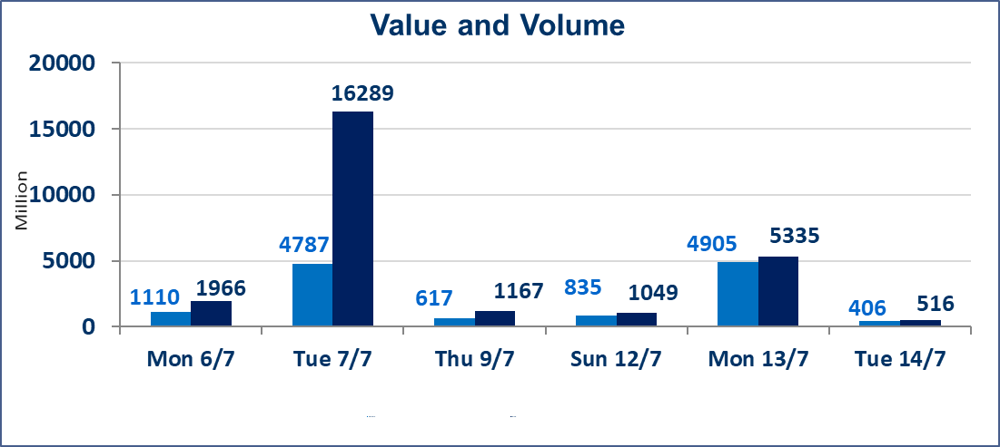 Value and Volume
20000
15000
10000
5000
0
Million
1110
1966
4787
16289
617
1167
835
1049
4905
5335
406
516
Mon 6/7
Tue 7/7
Thu 9/7
Sun 12/7
Mon 13/7
Tue 14/7